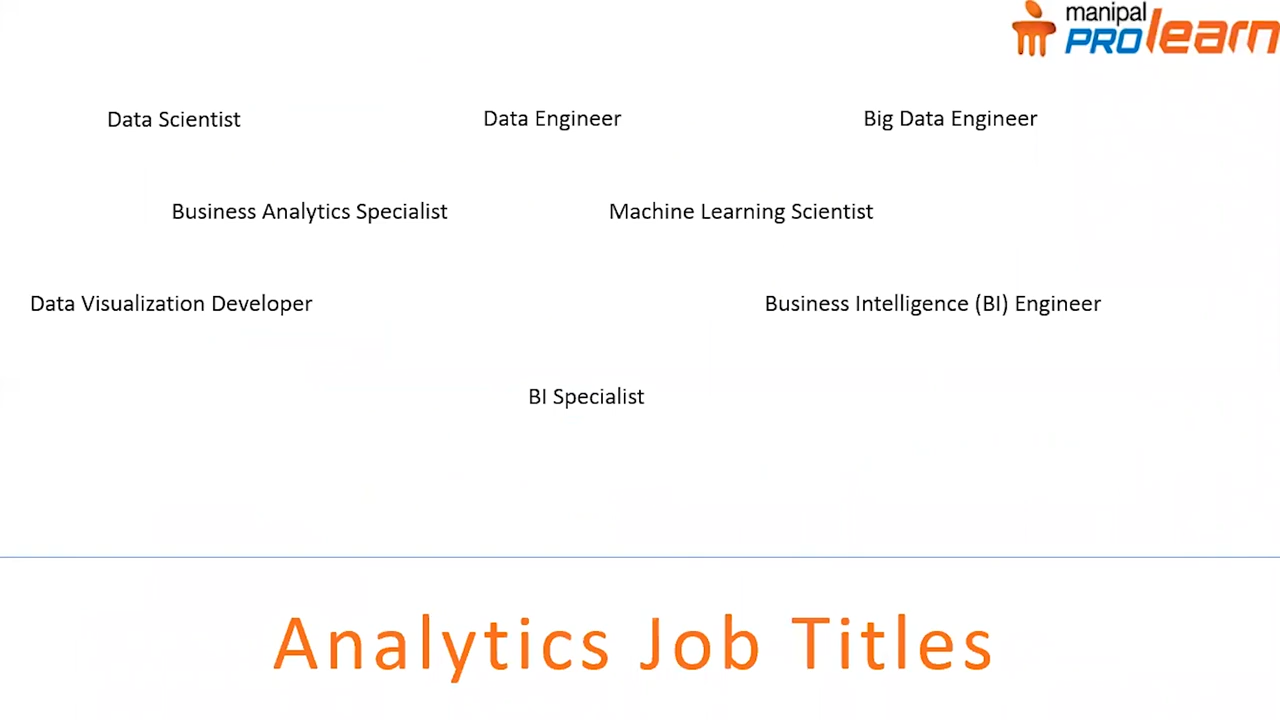 manipal
PROlearn
Data Scientist
Data Engineer
Big Data Engineer
Business Analytics Specialist
Machine Learning Scientist
Data Visualization Developer
Business Intelligence (BI) Engineer
BI Specialist
Analytics Job Titles